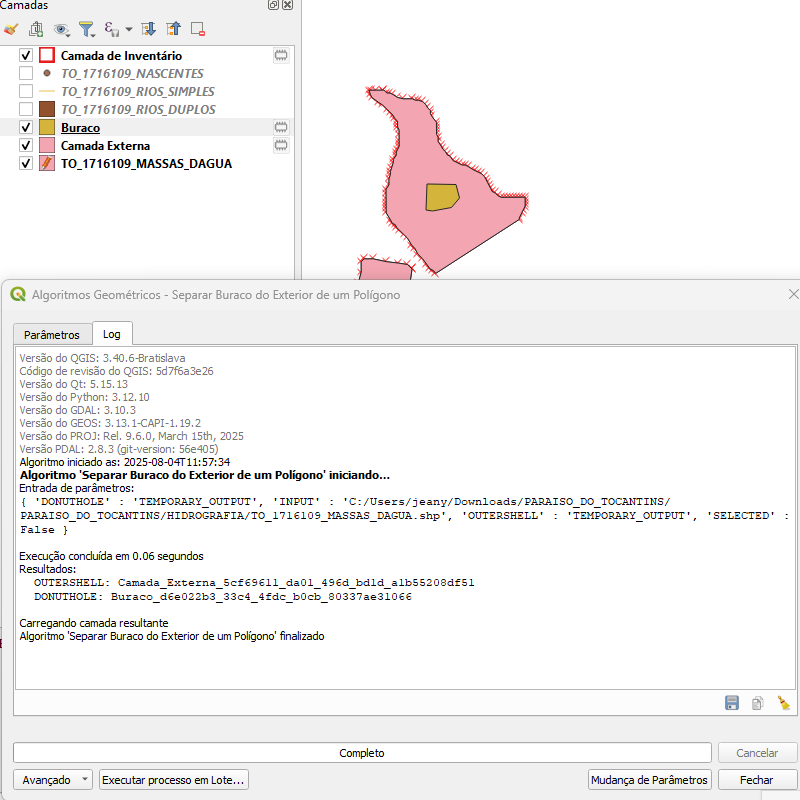 Camadas
Camada de Inventário
TO_1716109_NASCENTES
TO_1716109_RIOS_SIMPLES
TO_1716109_RIOS_DUPLOS
Buraco
Camada Externa
TO_1716109_MASSAS_DAGUA
Algoritmos Geométricos - Separar Buraco do Exterior de um Polígono
Parâmetros Log
Versão do QGIS: 3.40.6-Bratislava
Código de revisão do QGIS: 5d7f6a3e26
Versão do Qt: 5.15.13
Versão do Python: 3.12.10
Versão do GDAL: 3.10.3
Versão do GEOS: 3.13.1-CAPI-1.19.2
Versão do PROJ: Rel. 9.6.0, March 15th, 2025
Versão PDAL: 2.8.3 (git-version: 56e405)
Algoritmo iniciado as: 2025-08-04T11:57:34
Algoritmo 'Separar Buraco do Exterior de um Polígono' iniciando…
Entrada de parâmetros:
{ 'DONUTHOLE' : 'TEMPORARY_OUTPUT', 'INPUT' : 'C:/Users/jeany/Downloads/PARAISO_DO_TOCANTINS/
PARAISO_DO_TOCANTINS/HIDROGRAFIA/TO_1716109_MASSAS_DAGUA.shp', 'OUTERSHELL' : 'TEMPORARY_OUTPUT', 'SELECTED' :
False }
Execução concluída em 0.06 segundos
Resultados:
OUTERSHELL: Camada_Externa_5cf69611_da01_496d_bd1d_a1b55208df51
DONUTHOLE: Buraco_d6e022b3_33c4_4fdc_b0cb_80337ae31066
Carregando camada resultante
Algoritmo 'Separar Buraco do Exterior de um Polígono' finalizado
Completo Cancelar
Avançado Executar processo em Lote… Mudança de Parâmetros Fechar